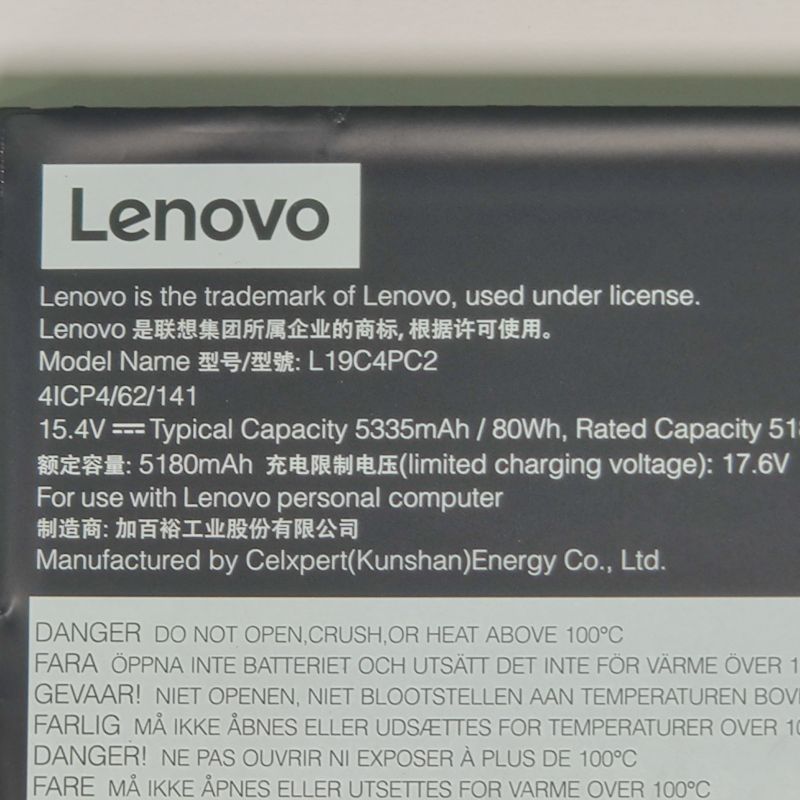 Lenovo
Lenovo is the trademark of Lenovo, used under license.
Lenovo 是联想集团所属企业的商标, 根据许可使用。
Model Name 型号/型號: L19C4PC2
4ICP4/62/141
15.4V ⎓ Typical Capacity 5335mAh / 80Wh, Rated Capacity 518
额定容量: 5180mAh 充电限制电压(limited charging voltage): 17.6V
For use with Lenovo personal computer
制造商: 加百裕工业股份有限公司
Manufactured by Celxpert(Kunshan)Energy Co., Ltd.
DANGER DO NOT OPEN,CRUSH,OR HEAT ABOVE 100ºC
FARA ÖPPNA INTE BATTERIET OCH UTSÄTT DET INTE FÖR VÄRME ÖVER 1
GEVAAR! NIET OPENEN, NIET BLOOTSTELLEN AAN TEMPERATUREN BOV
FARLIG MÅ IKKE ÅBNES ELLER UDSÆTTES FOR TEMPERATURER OVER 10
DANGER! NE PAS OUVRIR NI EXPOSER À PLUS DE 100ºC
FARE MÅ IKKE ÅPNES ELLER UTSETTES FOR VARME OVER 100ºC